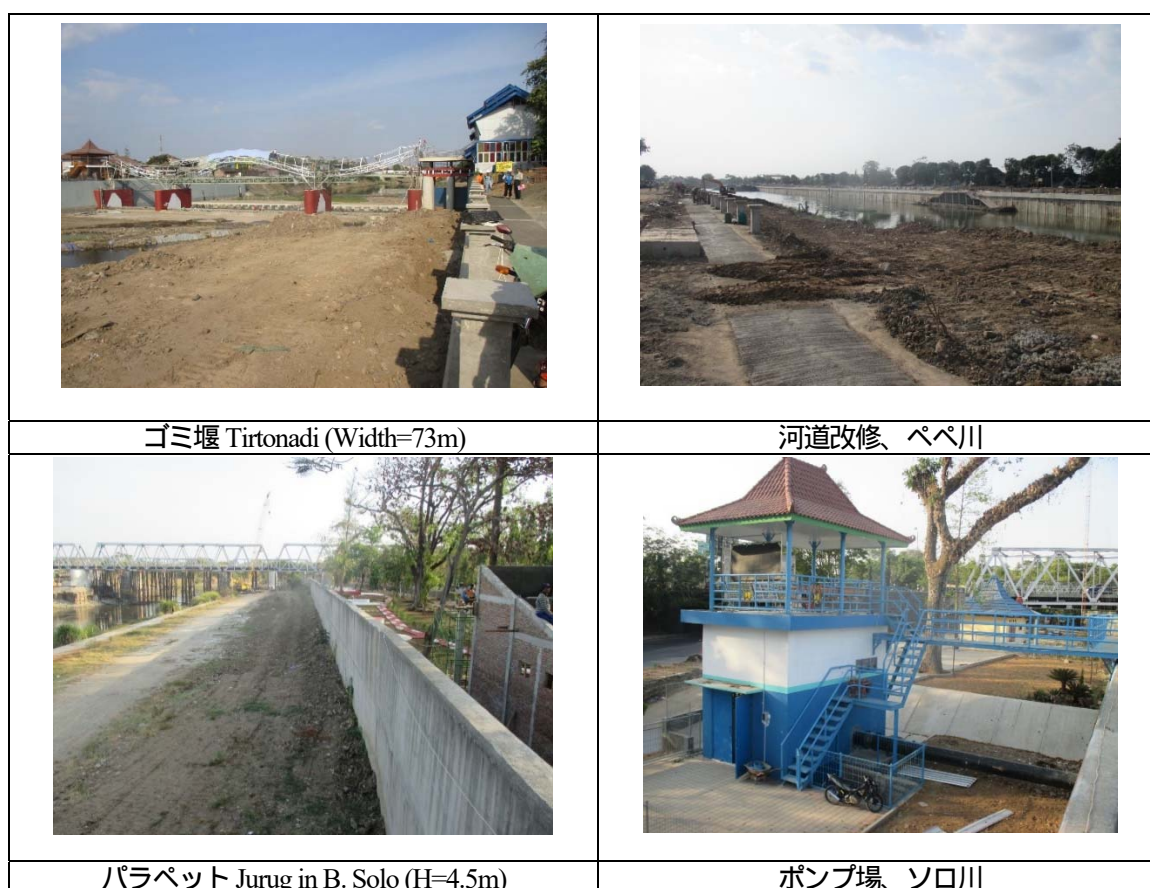 ゴミ堰 Tirtonadi (Width=73m)
河道改修、ペペ川
パラペット Jurug in B. Solo (H=4.5m)
ポンプ場、ソロ川